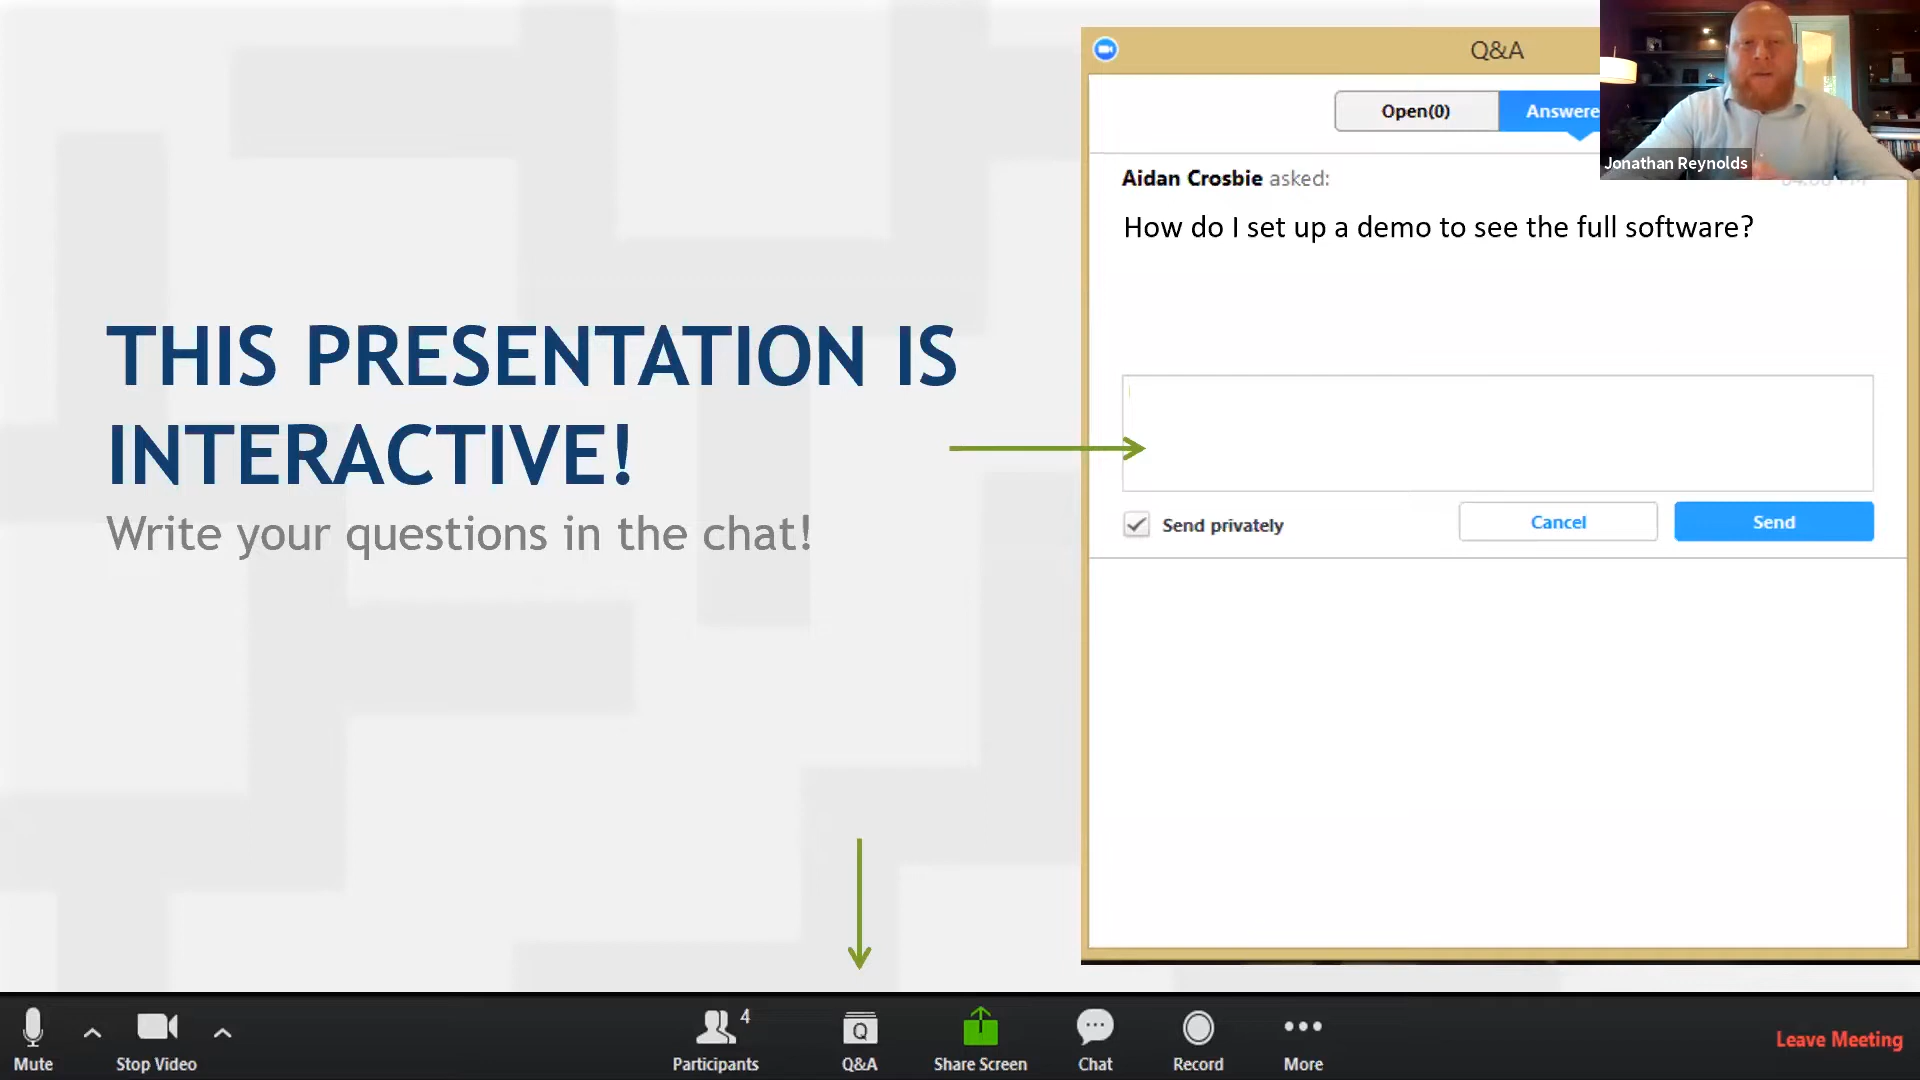 THIS PRESENTATION IS
INTERACTIVE!
Write your questions in the chat!
Q&A
Open(0)
Aidan Crosbie asked:
How do I set up a demo to see the full software?
Send privately
Cancel
Send
Jonathan Reynolds
Mute
Stop Video
4
Participants
Q
Q&A
Share Screen
Chat
Record
More
Leave Meeting